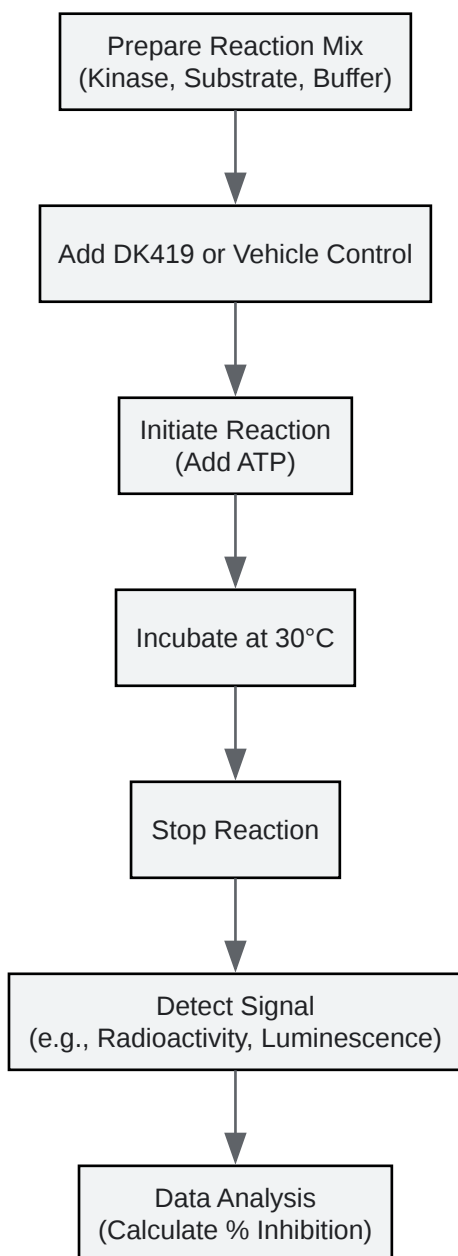 Prepare Reaction Mix
(Kinase, Substrate, Buffer)
Add DK419 or Vehicle Control
Initiate Reaction
(Add ATP)
Incubate at 30°C
Stop Reaction
Detect Signal
(e.g., Radioactivity, Luminescence)
Data Analysis
(Calculate % Inhibition)